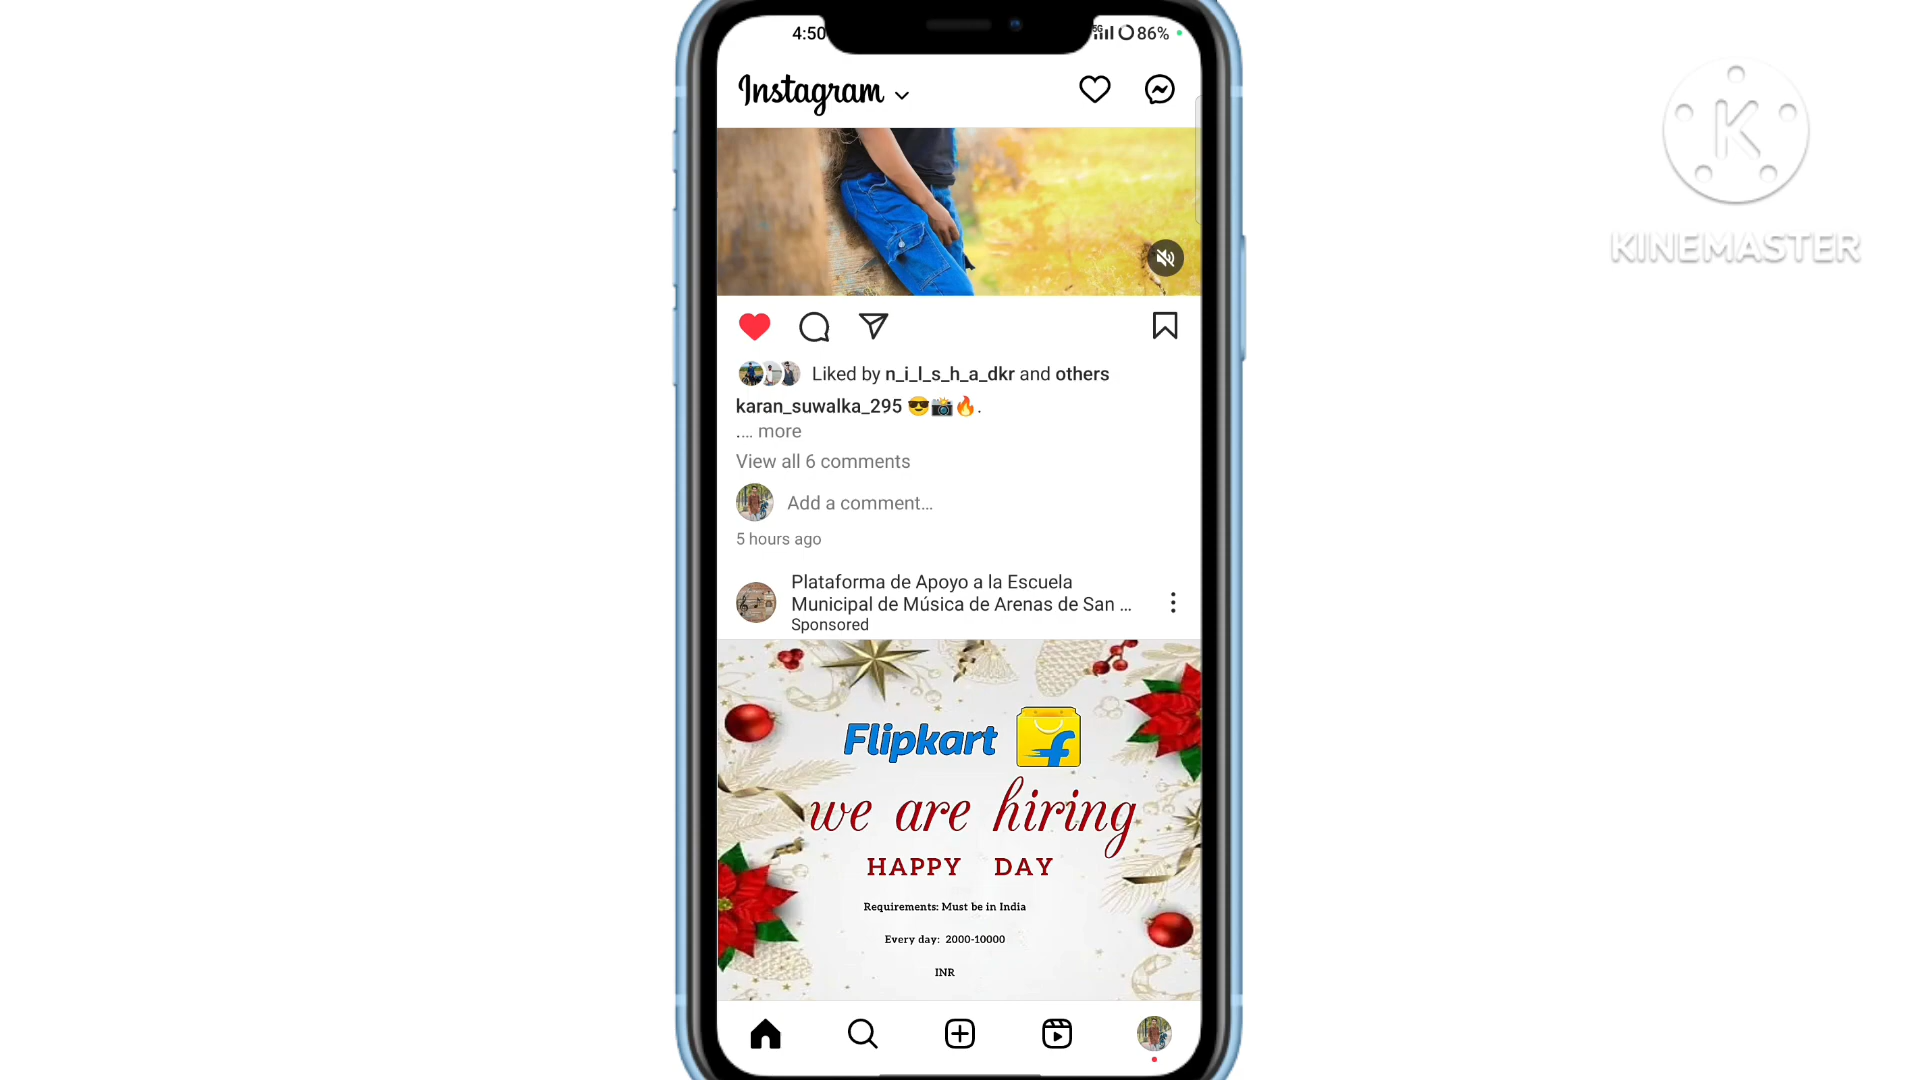 4:50
5G 86%
Instagram
K
KINEMASTER
Liked by n_i_l_s_h_a_dkr and others
karan_suwalka_295 😎📸🔥.
.... more
View all 6 comments
Add a comment...
5 hours ago
Plataforma de Apoyo a la Escuela
Municipal de Música de Arenas de San ...
Sponsored
Flipkart f
we are hiring
HAPPY DAY
Requirements: Must be in India
Every day: 2000-10000
INR